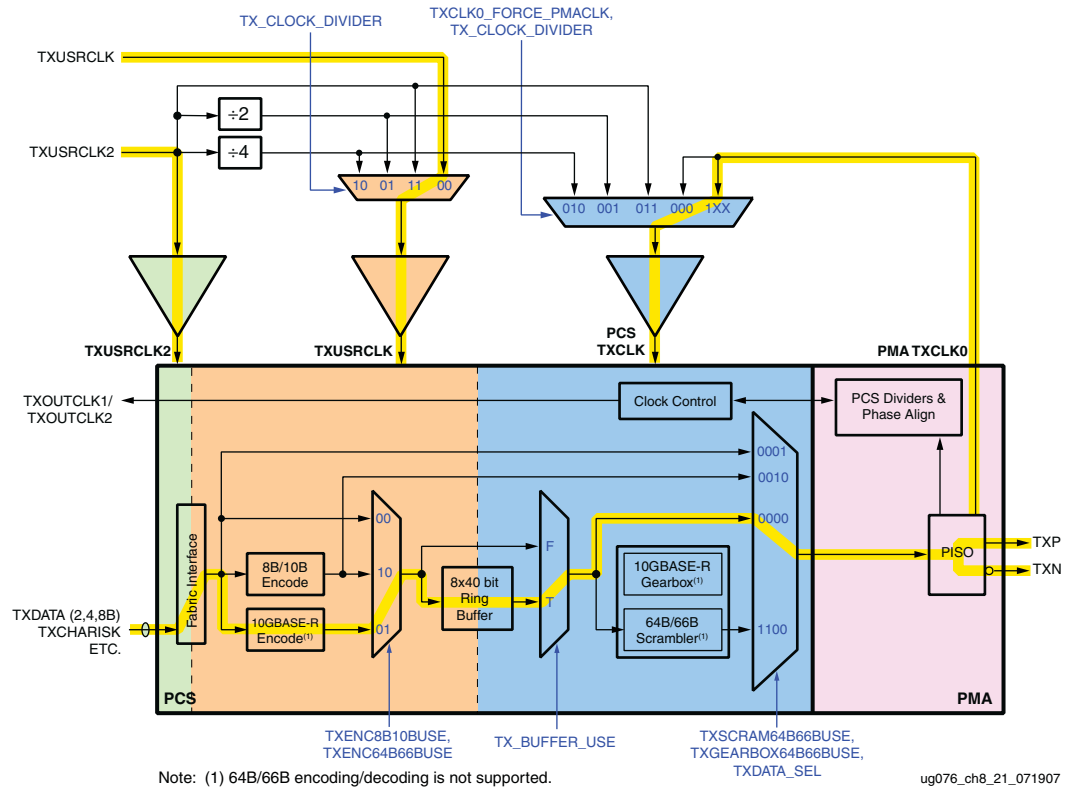 TX_CLOCK_DIVIDER
TXCLK0_FORCE_PMACLK,
TX_CLOCK_DIVIDER
TXUSRCLK
÷2
TXUSRCLK2
÷4
10 01 11 00
010 001 011 000 1XX
PCS
TXUSRCLK2
TXUSRCLK
TXCLK
PMA TXCLK0
TXOUTCLK1/
TXOUTCLK2
Clock Control
PCS Dividers &
Phase Align
0001
0010
00
0000
Fabric Interface
F
PISO
TXP
8B/10B
Encode
10
8x40 bit
Ring
Buffer
10GBASE-R
Gearbox(1)
TXN
T
TXDATA (2,4,8B)
TXCHARISK
ETC.
10GBASE-R
Encode(1)
01
64B/66B
Scrambler(1)
1100
PCS
PMA
TXENC8B10BUSE,
TXENC64B66BUSE
TX_BUFFER_USE
TXSCRAM64B66BUSE,
TXGEARBOX64B66BUSE,
TXDATA_SEL
Note: (1) 64B/66B encoding/decoding is not supported.
ug076_ch8_21_071907